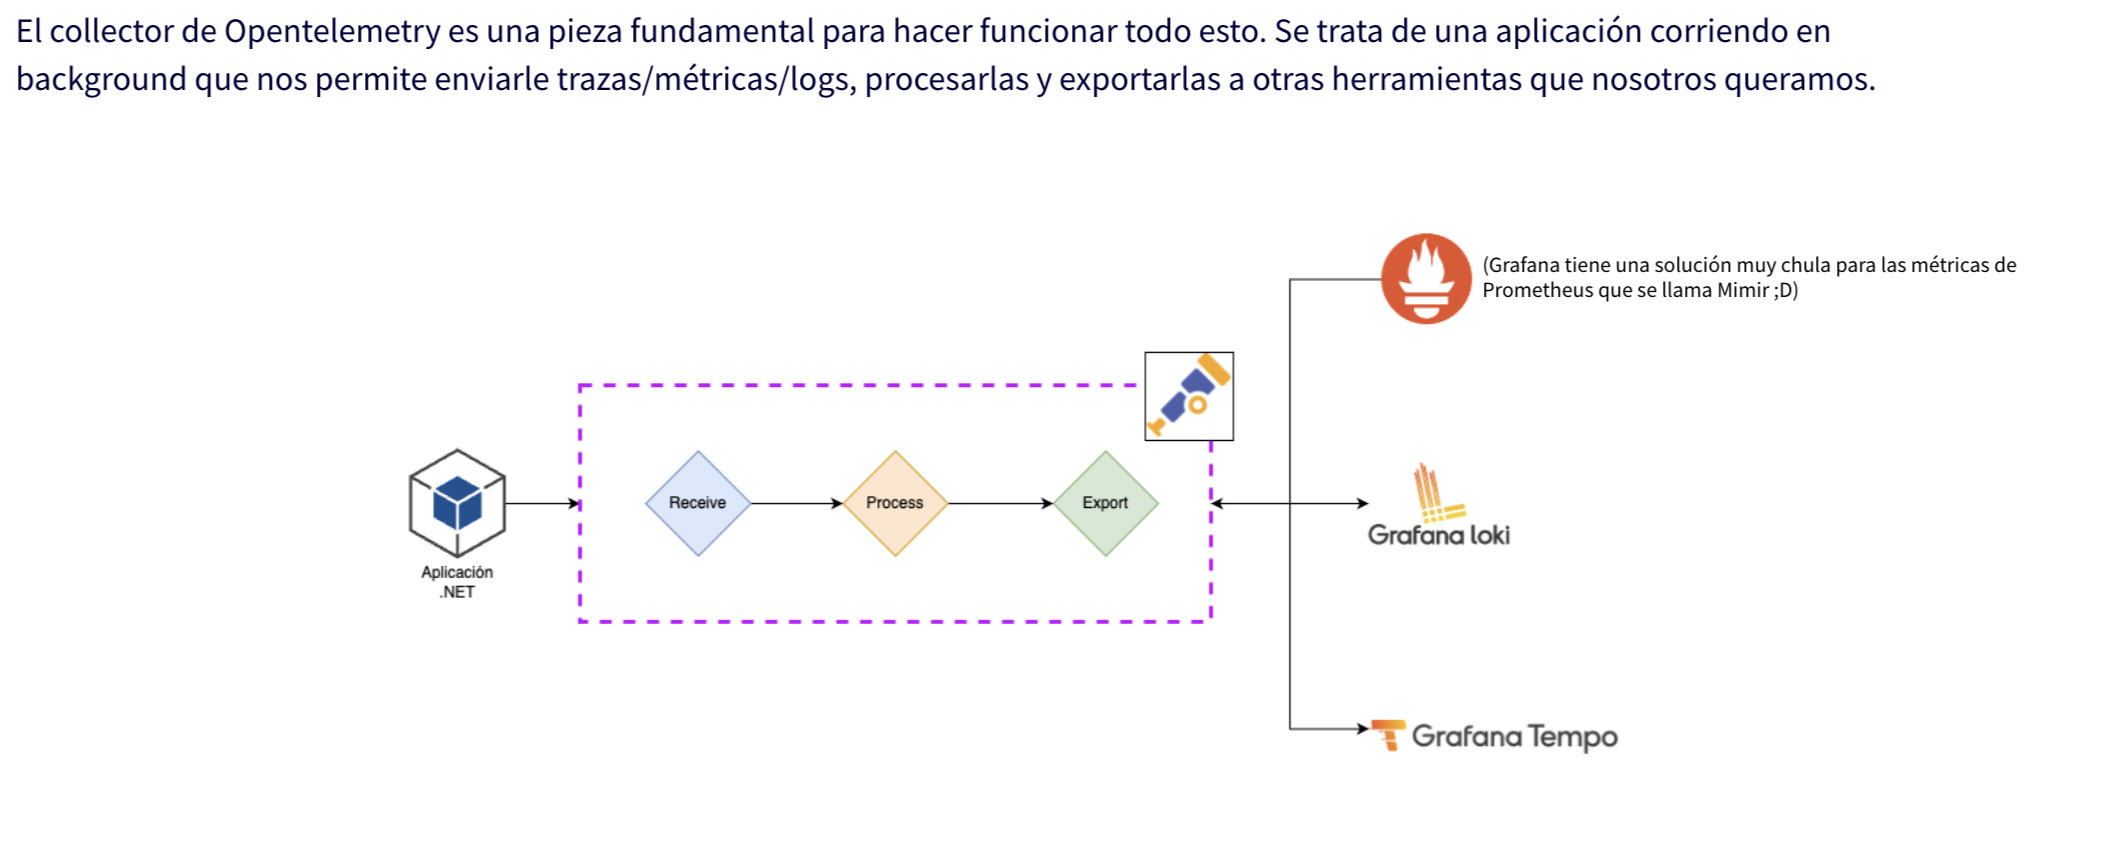 El collector de Opentelemetry es una pieza fundamental para hacer funcionar todo esto. Se trata de una aplicación corriendo en
background que nos permite enviarle trazas/métricas/logs, procesarlas y exportarlas a otras herramientas que nosotros queramos.
(Grafana tiene una solución muy chula para las métricas de
Prometheus que se llama Mimir ;D)
Receive
Process
Export
Aplicación
.NET
Grafana loki
Grafana Tempo